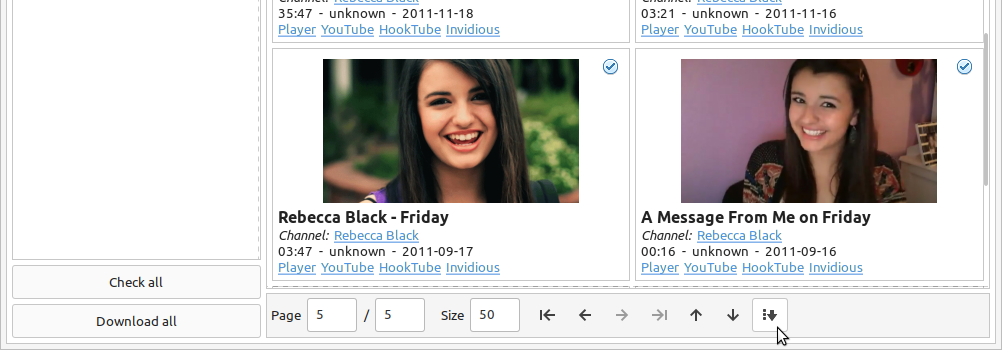 Channel: Rebecca Black
35:47 - unknown - 2011-11-18
Player YouTube HookTube Invidious
Channel: Rebecca Black
03:21 - unknown - 2011-11-16
Player YouTube HookTube Invidious
Rebecca Black - Friday
Channel: Rebecca Black
03:47 - unknown - 2011-09-17
Player YouTube HookTube Invidious
A Message From Me on Friday
Channel: Rebecca Black
00:16 - unknown - 2011-09-16
Player YouTube HookTube Invidious
Check all
Download all
Page 5 / 5 Size 50